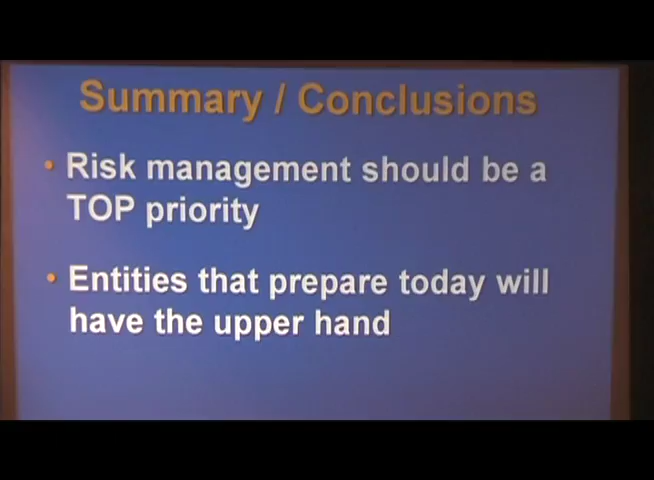 Summary / Conclusions
• Risk management should be a
TOP priority
• Entities that prepare today will
have the upper hand